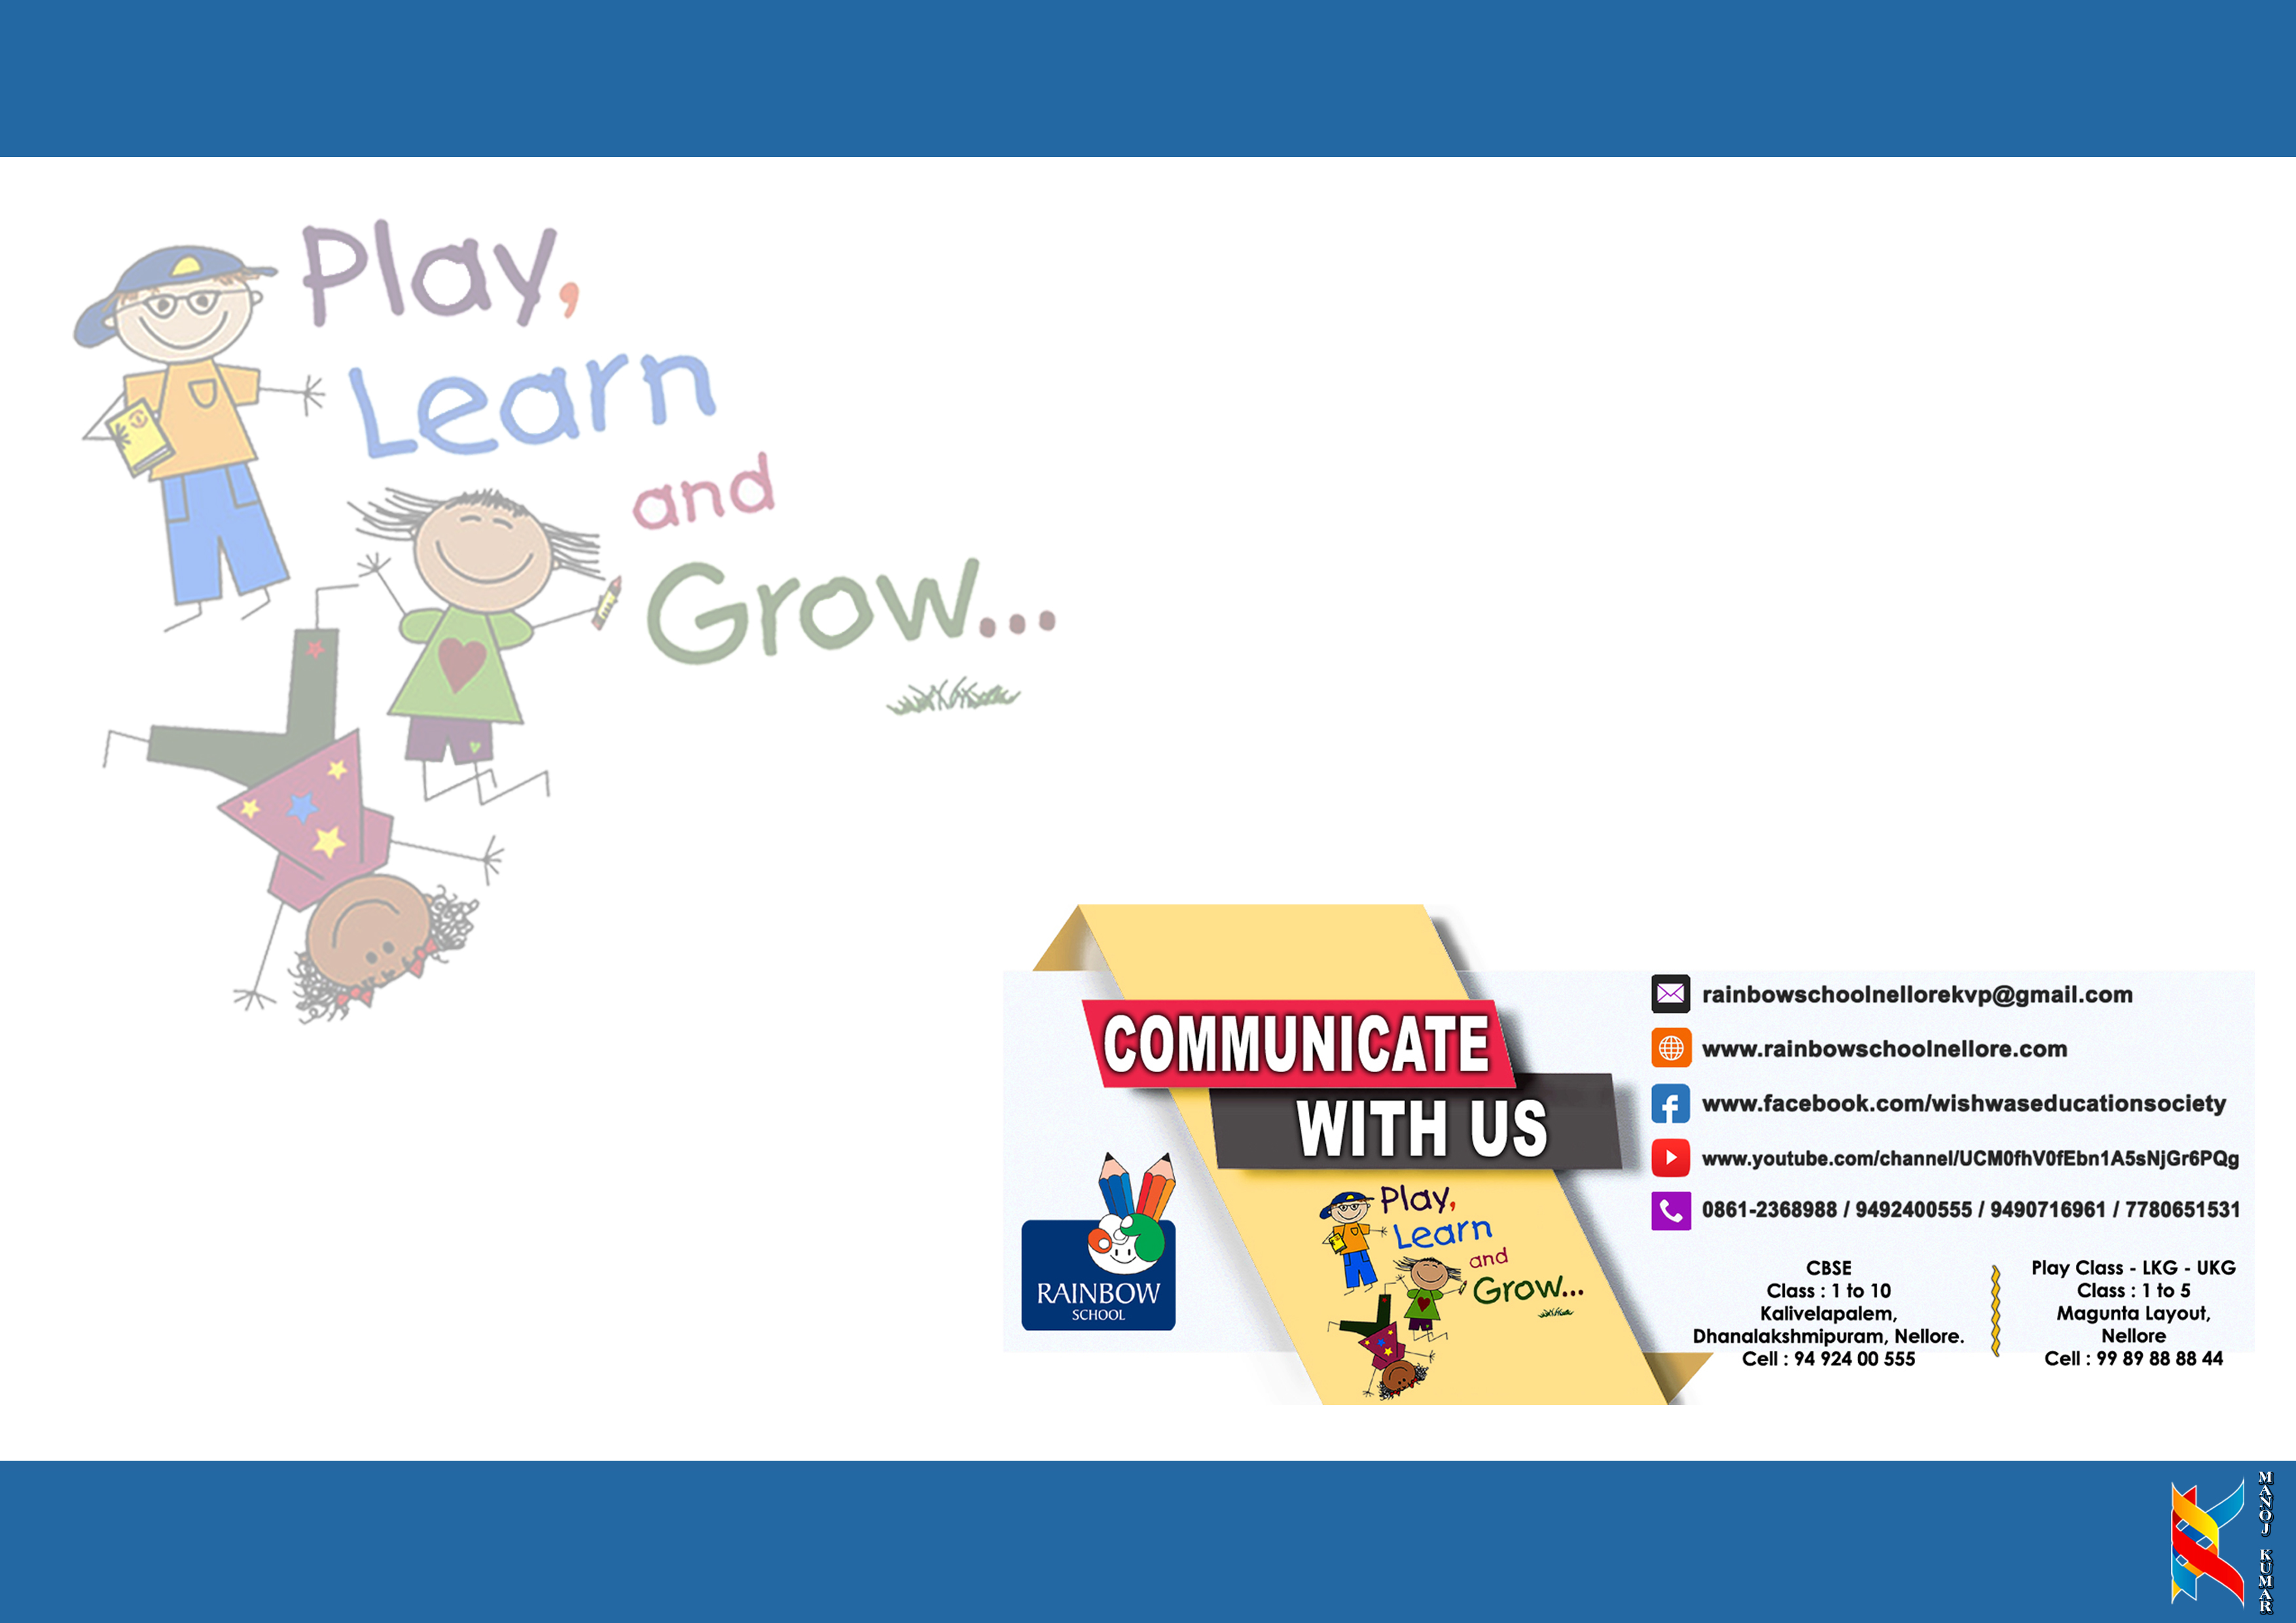 Play,
Learn
and
Grow...
COMMUNICATE
WITH US
RAINBOW
SCHOOL
Play,
Learn
and
Grow...
rainbowschoolnellorekvp@gmail.com
www.rainbowschoolnellore.com
www.facebook.com/wishwaseducationsociety
www.youtube.com/channel/UCM0fhV0fEbn1A5sNjGr6PQg
0861-2368988 / 9492400555 / 9490716961 / 7780651531
CBSE
Class : 1 to 10
Kalivelapalem,
Dhanalakshmipuram, Nellore.
Cell : 94 924 00 555
Play Class - LKG - UKG
Class : 1 to 5
Magunta Layout,
Nellore
Cell : 99 89 88 88 44
MANOJ KUMAR